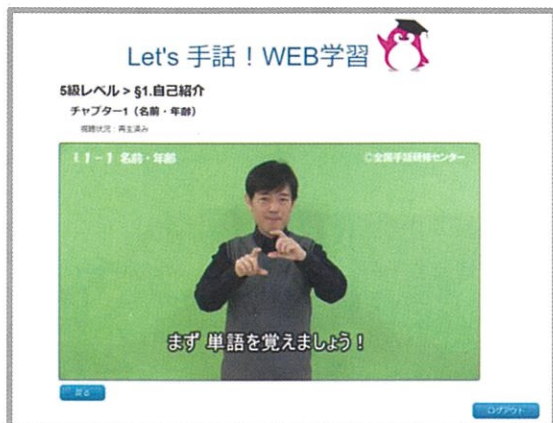 Let's 手話！WEB学習
5級レベル > §1.自己紹介
チャプター1（名前・年齢）
視聴状況：再生済み
1-1 名前・年齢
©全国手話研修センター
まず 単語を覚えましょう！
戻る
ログアウト